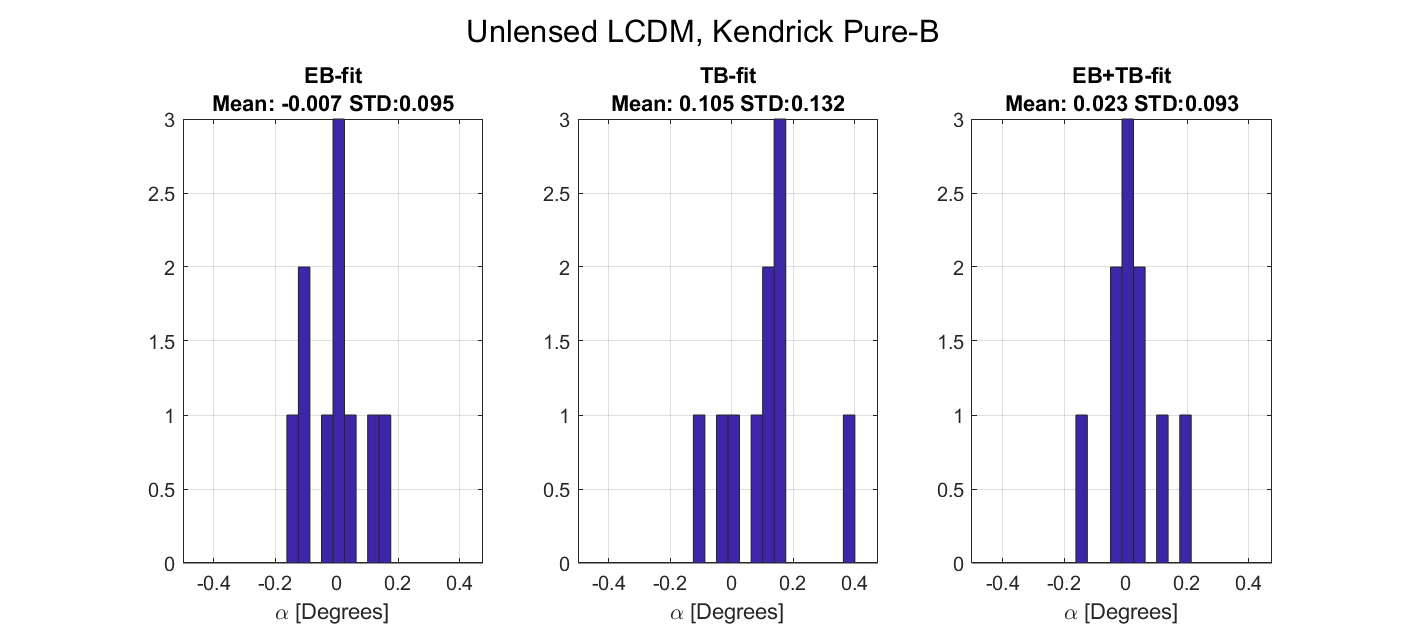 Unlensed LCDM, Kendrick Pure-B
EB-fit
Mean: -0.007 STD:0.095
3
2.5
2
1.5
1
0.5
0
-0.4 -0.2 0 0.2 0.4
α [Degrees]
TB-fit
Mean: 0.105 STD:0.132
3
2.5
2
1.5
1
0.5
0
-0.4 -0.2 0 0.2 0.4
α [Degrees]
EB+TB-fit
Mean: 0.023 STD:0.093
3
2.5
2
1.5
1
0.5
0
-0.4 -0.2 0 0.2 0.4
α [Degrees]